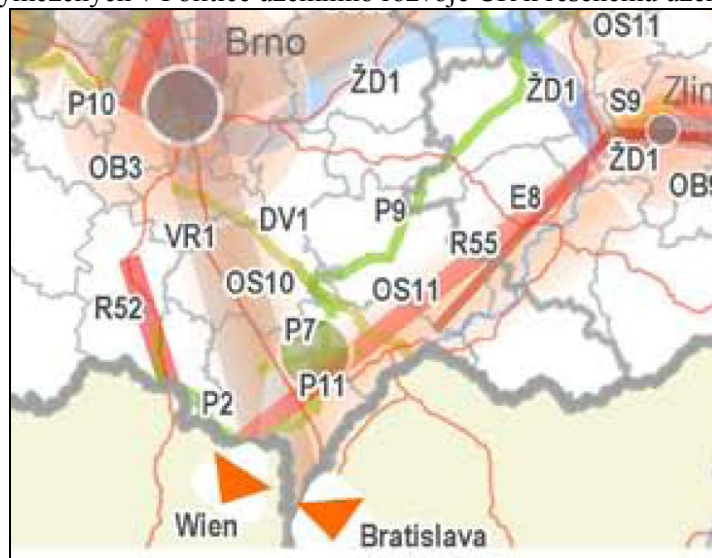 OS11
Brno
P10
ŽD1
ŽD1
S9
Zlín
ŽD1
OB3
E8
P9
DV1
VR1
R55
OS10
OS11
R52
P7
P11
P2
Wien
Bratislava